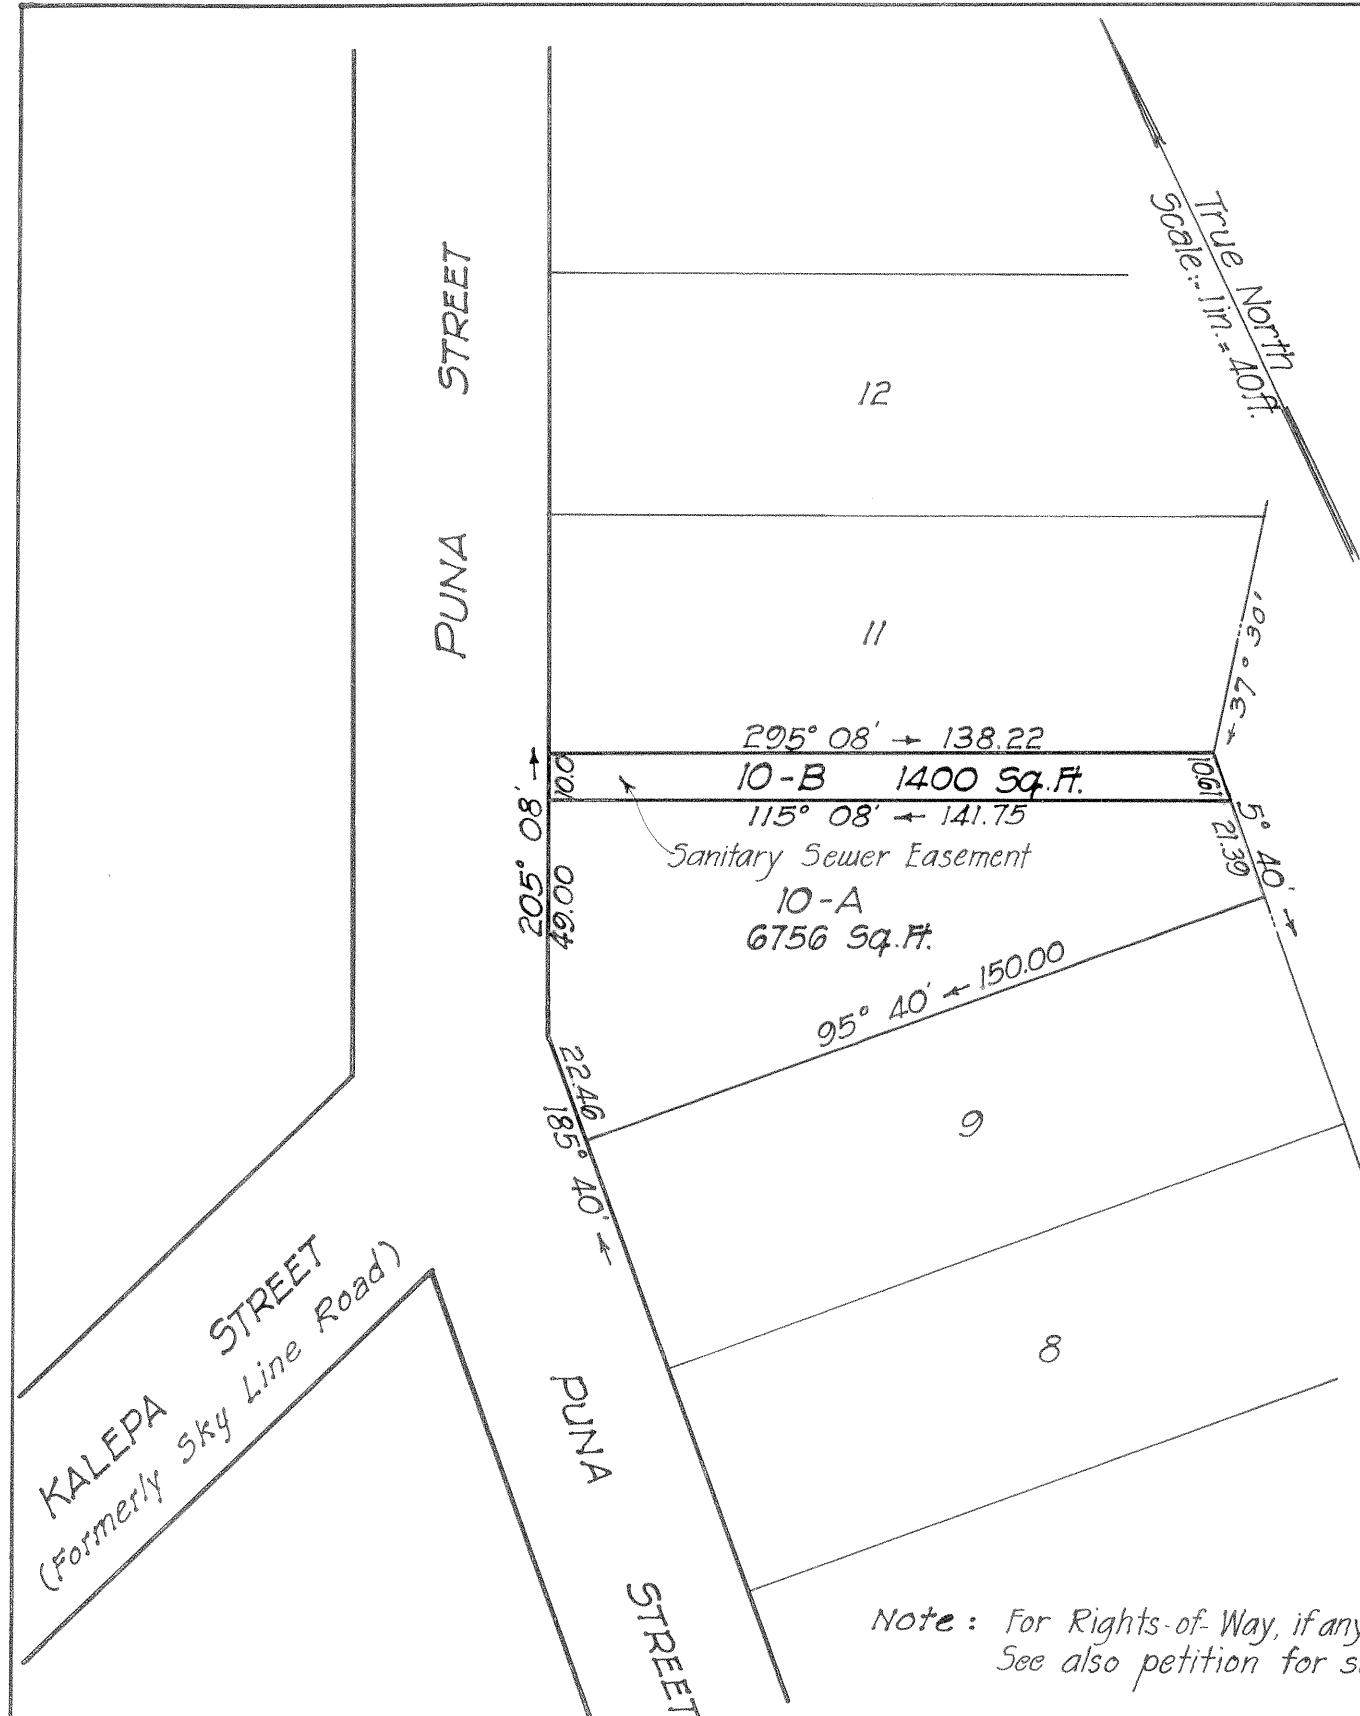 True North
Scale:- 1in. = 40ft.
PUNA STREET
12
11
37° 30'
295° 08' → 138.22
10-B 1400 Sq.Ft.
10.0
10.61
115° 08' ← 141.75
205° 08' →
49.00
5° 40' →
21.39
Sanitary Sewer Easement
10-A
6756 Sq.Ft.
95° 40' ← 150.00
22.46
185° 40' ←
9
8
KALEPA STREET
(Formerly Sky Line Road)
PUNA STREET
Note : For Rights-of-Way, if any
See also petition for s